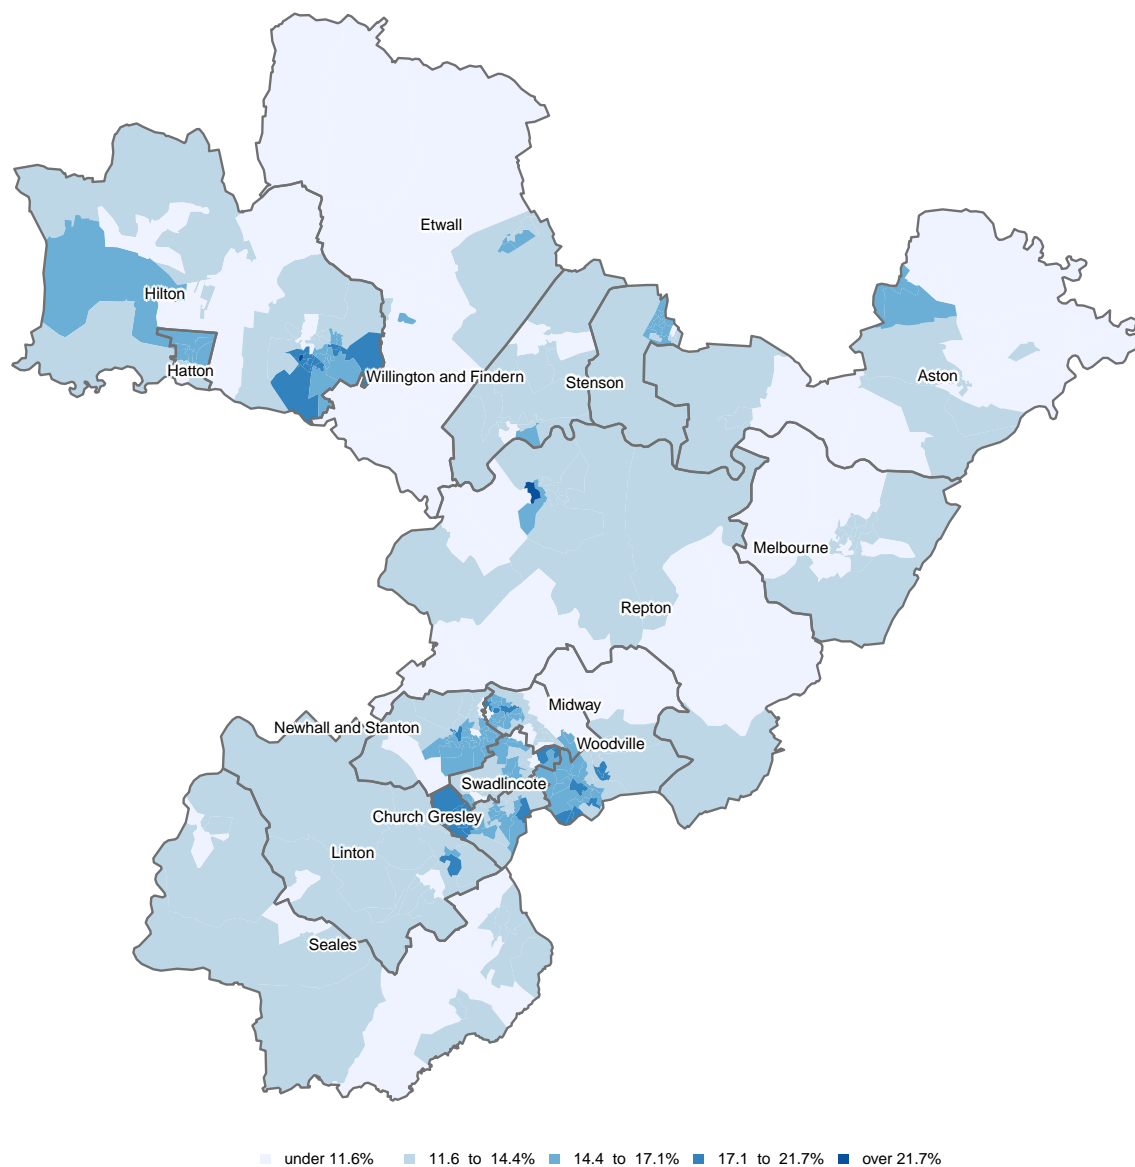 Etwall
Hilton
Hatton
Willington and Findern
Stenson
Aston
Melbourne
Repton
Midway
Newhall and Stanton
Woodville
Swadlincote
Church Gresley
Linton
Seales
under 11.6% 11.6 to 14.4% 14.4 to 17.1% 17.1 to 21.7% over 21.7%